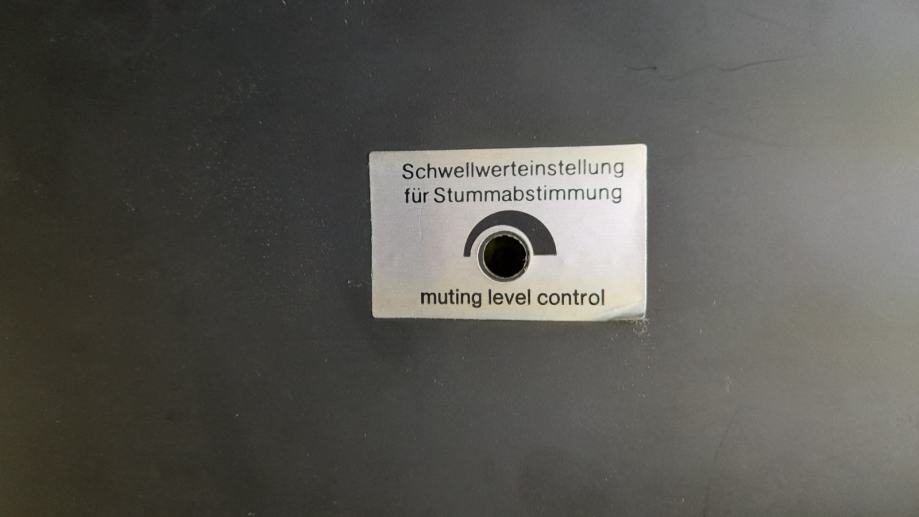 Schwellwerteinstellung
für Stummabstimmung
muting level control